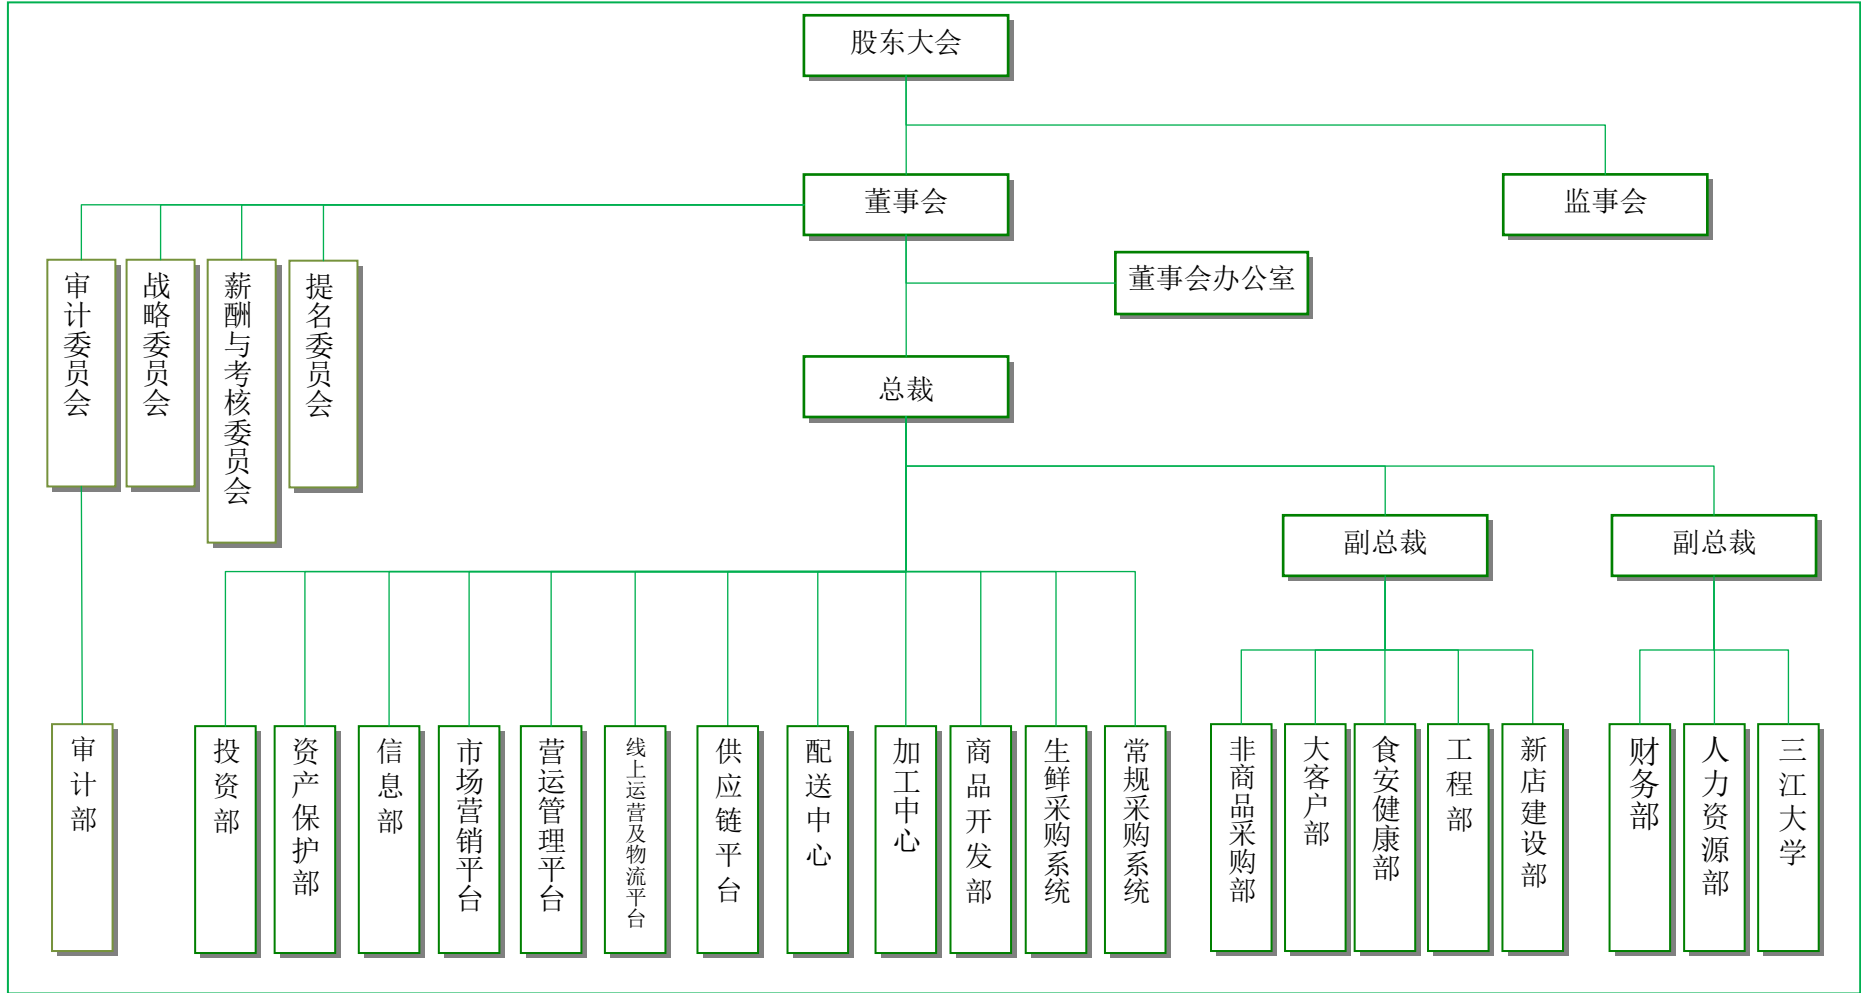 股东大会
董事会
监事会
董事会办公室
审计委员会
战略委员会
薪酬与考核委员会
提名委员会
总裁
副总裁
副总裁
审计部
投资部
资产保护部
信息部
市场营销平台
营运管理平台
线上运营及物流平台
供应链平台
配送中心
加工中心
商品开发部
生鲜采购系统
常规采购系统
非商品采购部
大客户部
食安健康部
工程部
新店建设部
财务部
人力资源部
三江大学